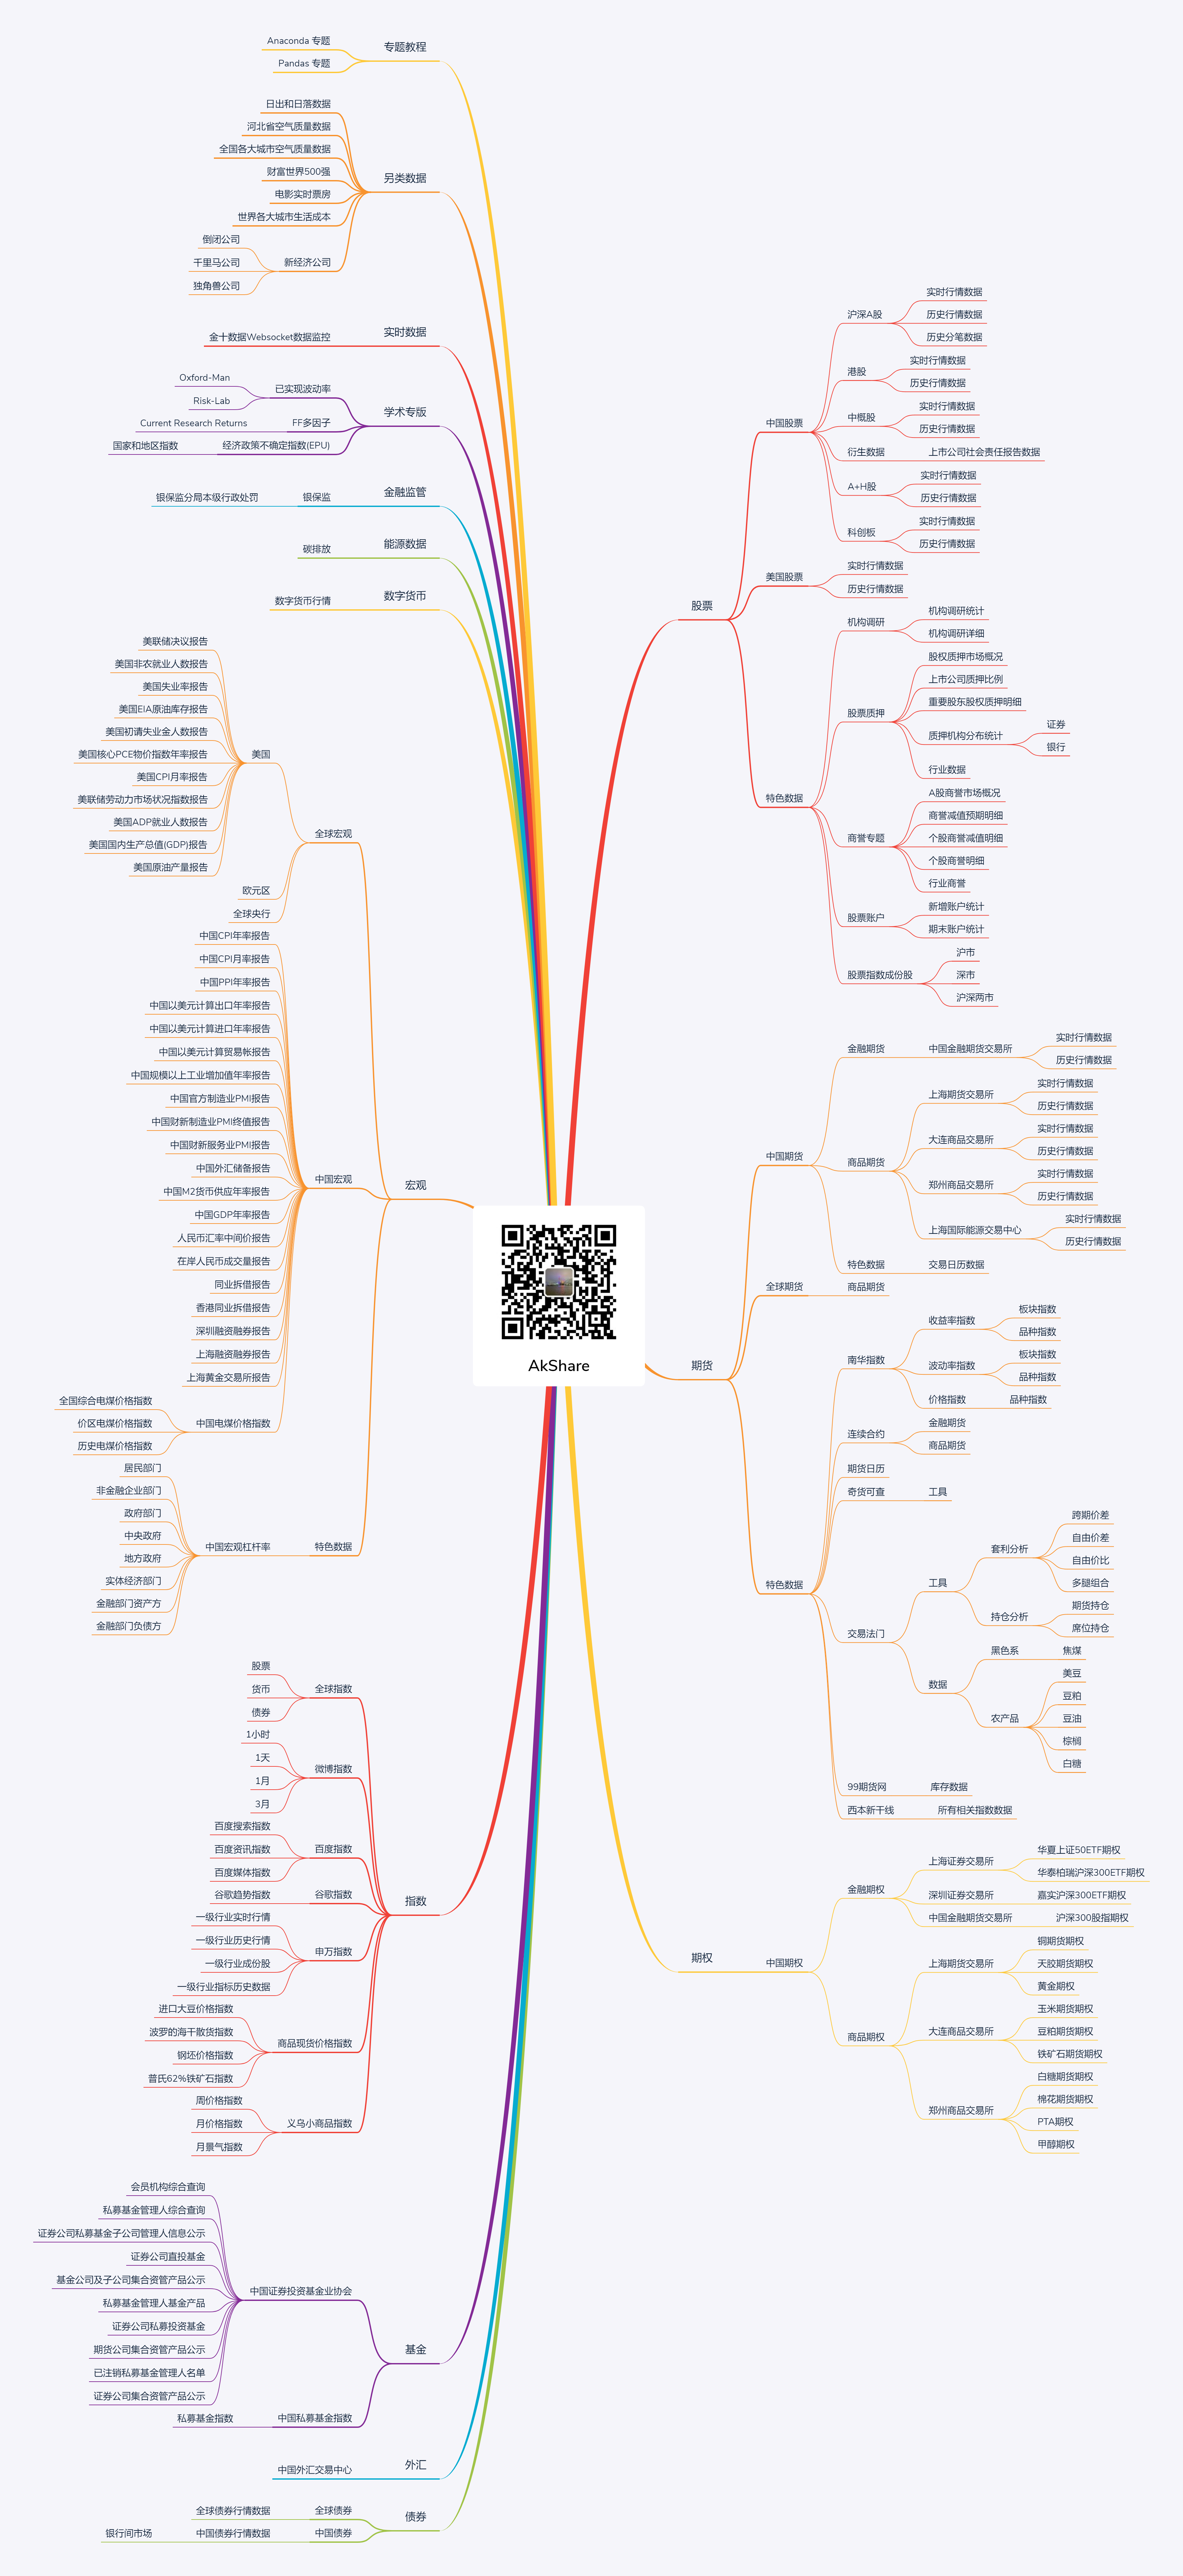 AkShare
股票
中国股票
沪深A股
实时行情数据
历史行情数据
历史分笔数据
港股
实时行情数据
历史行情数据
中概股
实时行情数据
历史行情数据
衍生数据
上市公司社会责任报告数据
A+H股
实时行情数据
历史行情数据
科创板
实时行情数据
历史行情数据
美国股票
实时行情数据
历史行情数据
特色数据
机构调研
机构调研统计
机构调研详细
股票质押
股权质押市场概况
上市公司质押比例
重要股东股权质押明细
质押机构分布统计
证券
银行
行业数据
商誉专题
A股商誉市场概况
商誉减值预期明细
个股商誉减值明细
个股商誉明细
行业商誉
股票账户
新增账户统计
期末账户统计
股票指数成份股
沪市
深市
沪深两市
期货
中国期货
金融期货
中国金融期货交易所
实时行情数据
历史行情数据
商品期货
上海期货交易所
实时行情数据
历史行情数据
大连商品交易所
实时行情数据
历史行情数据
郑州商品交易所
实时行情数据
历史行情数据
上海国际能源交易中心
实时行情数据
历史行情数据
特色数据
交易日历数据
全球期货
商品期货
特色数据
南华指数
收益率指数
板块指数
品种指数
波动率指数
板块指数
品种指数
价格指数
品种指数
连续合约
金融期货
商品期货
期货日历
奇货可查
工具
交易法门
工具
套利分析
跨期价差
自由价差
自由价比
多腿组合
持仓分析
期货持仓
席位持仓
数据
黑色系
焦煤
农产品
美豆
豆粕
豆油
棕榈
白糖
99期货网
库存数据
西本新干线
所有相关指数数据
期权
中国期权
金融期权
上海证券交易所
华夏上证50ETF期权
华泰柏瑞沪深300ETF期权
深圳证券交易所
嘉实沪深300ETF期权
中国金融期货交易所
沪深300股指期权
商品期权
上海期货交易所
铜期货期权
天胶期货期权
黄金期权
大连商品交易所
玉米期货期权
豆粕期货期权
铁矿石期货期权
郑州商品交易所
白糖期货期权
棉花期货期权
PTA期权
甲醇期权
专题教程
Anaconda 专题
Pandas 专题
另类数据
日出和日落数据
河北省空气质量数据
全国各大城市空气质量数据
财富世界500强
电影实时票房
世界各大城市生活成本
新经济公司
倒闭公司
千里马公司
独角兽公司
实时数据
金十数据Websocket数据监控
学术专版
已实现波动率
Oxford-Man
Risk-Lab
FF多因子
Current Research Returns
经济政策不确定指数(EPU)
国家和地区指数
金融监管
银保监
银保监分局本级行政处罚
能源数据
碳排放
数字货币
数字货币行情
宏观
全球宏观
美国
美联储决议报告
美国非农就业人数报告
美国失业率报告
美国EIA原油库存报告
美国初请失业金人数报告
美国核心PCE物价指数年率报告
美国CPI月率报告
美联储劳动力市场状况指数报告
美国ADP就业人数报告
美国国内生产总值(GDP)报告
美国原油产量报告
欧元区
全球央行
中国宏观
中国CPI年率报告
中国CPI月率报告
中国PPI年率报告
中国以美元计算出口年率报告
中国以美元计算进口年率报告
中国以美元计算贸易帐报告
中国规模以上工业增加值年率报告
中国官方制造业PMI报告
中国财新制造业PMI终值报告
中国财新服务业PMI报告
中国外汇储备报告
中国M2货币供应年率报告
中国GDP年率报告
人民币汇率中间价报告
在岸人民币成交量报告
同业拆借报告
香港同业拆借报告
深圳融资融券报告
上海融资融券报告
上海黄金交易所报告
中国电煤价格指数
全国综合电煤价格指数
价区电煤价格指数
历史电煤价格指数
特色数据
中国宏观杠杆率
居民部门
非金融企业部门
政府部门
中央政府
地方政府
实体经济部门
金融部门资产方
金融部门负债方
指数
全球指数
股票
货币
债券
微博指数
1小时
1天
1月
3月
百度指数
百度搜索指数
百度资讯指数
百度媒体指数
谷歌指数
谷歌趋势指数
申万指数
一级行业实时行情
一级行业历史行情
一级行业成份股
一级行业指标历史数据
商品现货价格指数
进口大豆价格指数
波罗的海干散货指数
钢坯价格指数
普氏62%铁矿石指数
义乌小商品指数
周价格指数
月价格指数
月景气指数
基金
中国证券投资基金业协会
会员机构综合查询
私募基金管理人综合查询
证券公司私募基金子公司管理人信息公示
证券公司直投基金
基金公司及子公司集合资管产品公示
私募基金管理人基金产品
证券公司私募投资基金
期货公司集合资管产品公示
已注销私募基金管理人名单
证券公司集合资管产品公示
中国私募基金指数
私募基金指数
外汇
中国外汇交易中心
债券
全球债券
全球债券行情数据
中国债券
中国债券行情数据
银行间市场